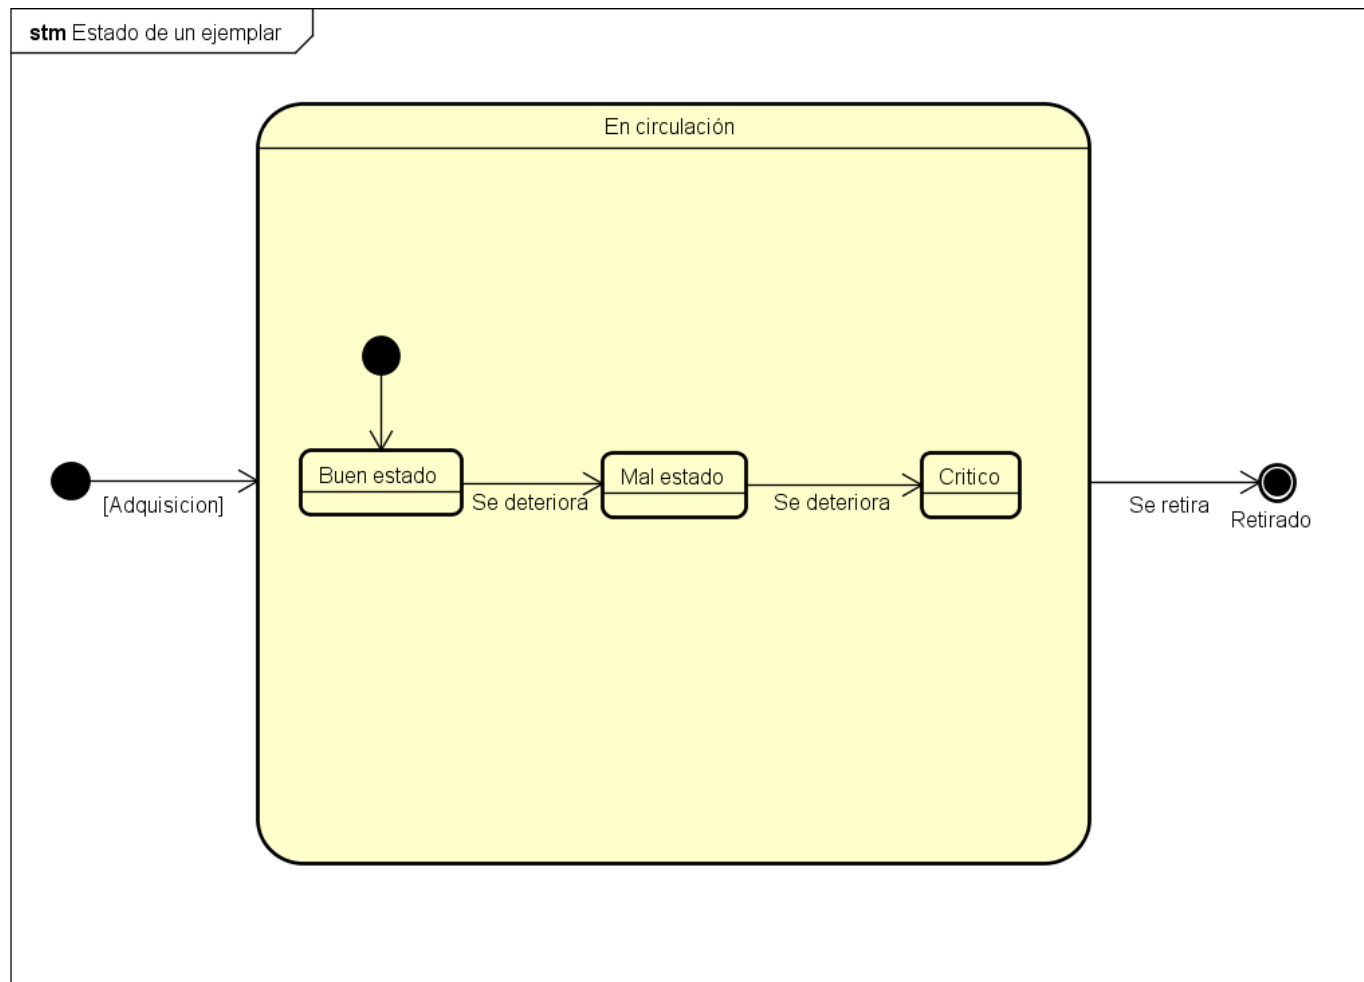 stm Estado de un ejemplar
En circulación
Buen estado
Mal estado
Critico
Se deteriora
Se deteriora
[Adquisicion]
Se retira
Retirado